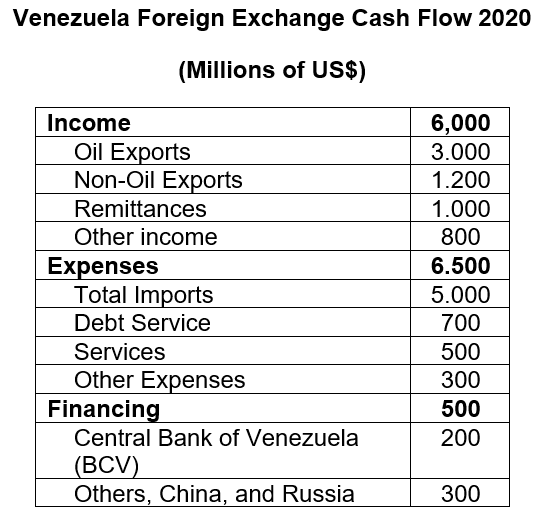 Venezuela Foreign Exchange Cash Flow 2020
(Millions of US$)
Income 6,000
Oil Exports 3.000
Non-Oil Exports 1.200
Remittances 1.000
Other income 800
Expenses 6.500
Total Imports 5.000
Debt Service 700
Services 500
Other Expenses 300
Financing 500
Central Bank of Venezuela 200
(BCV)
Others, China, and Russia 300